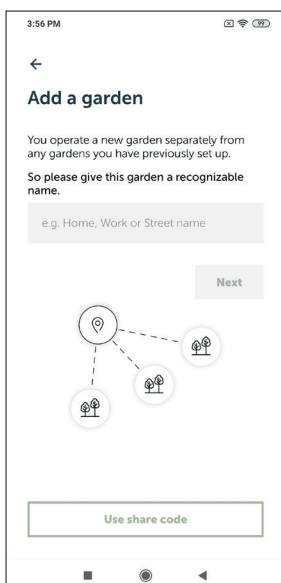 3:56 PM
99
Add a garden
You operate a new garden separately from
any gardens you have previously set up.
So please give this garden a recognizable
name.
e.g. Home, Work or Street name
Next
Use share code